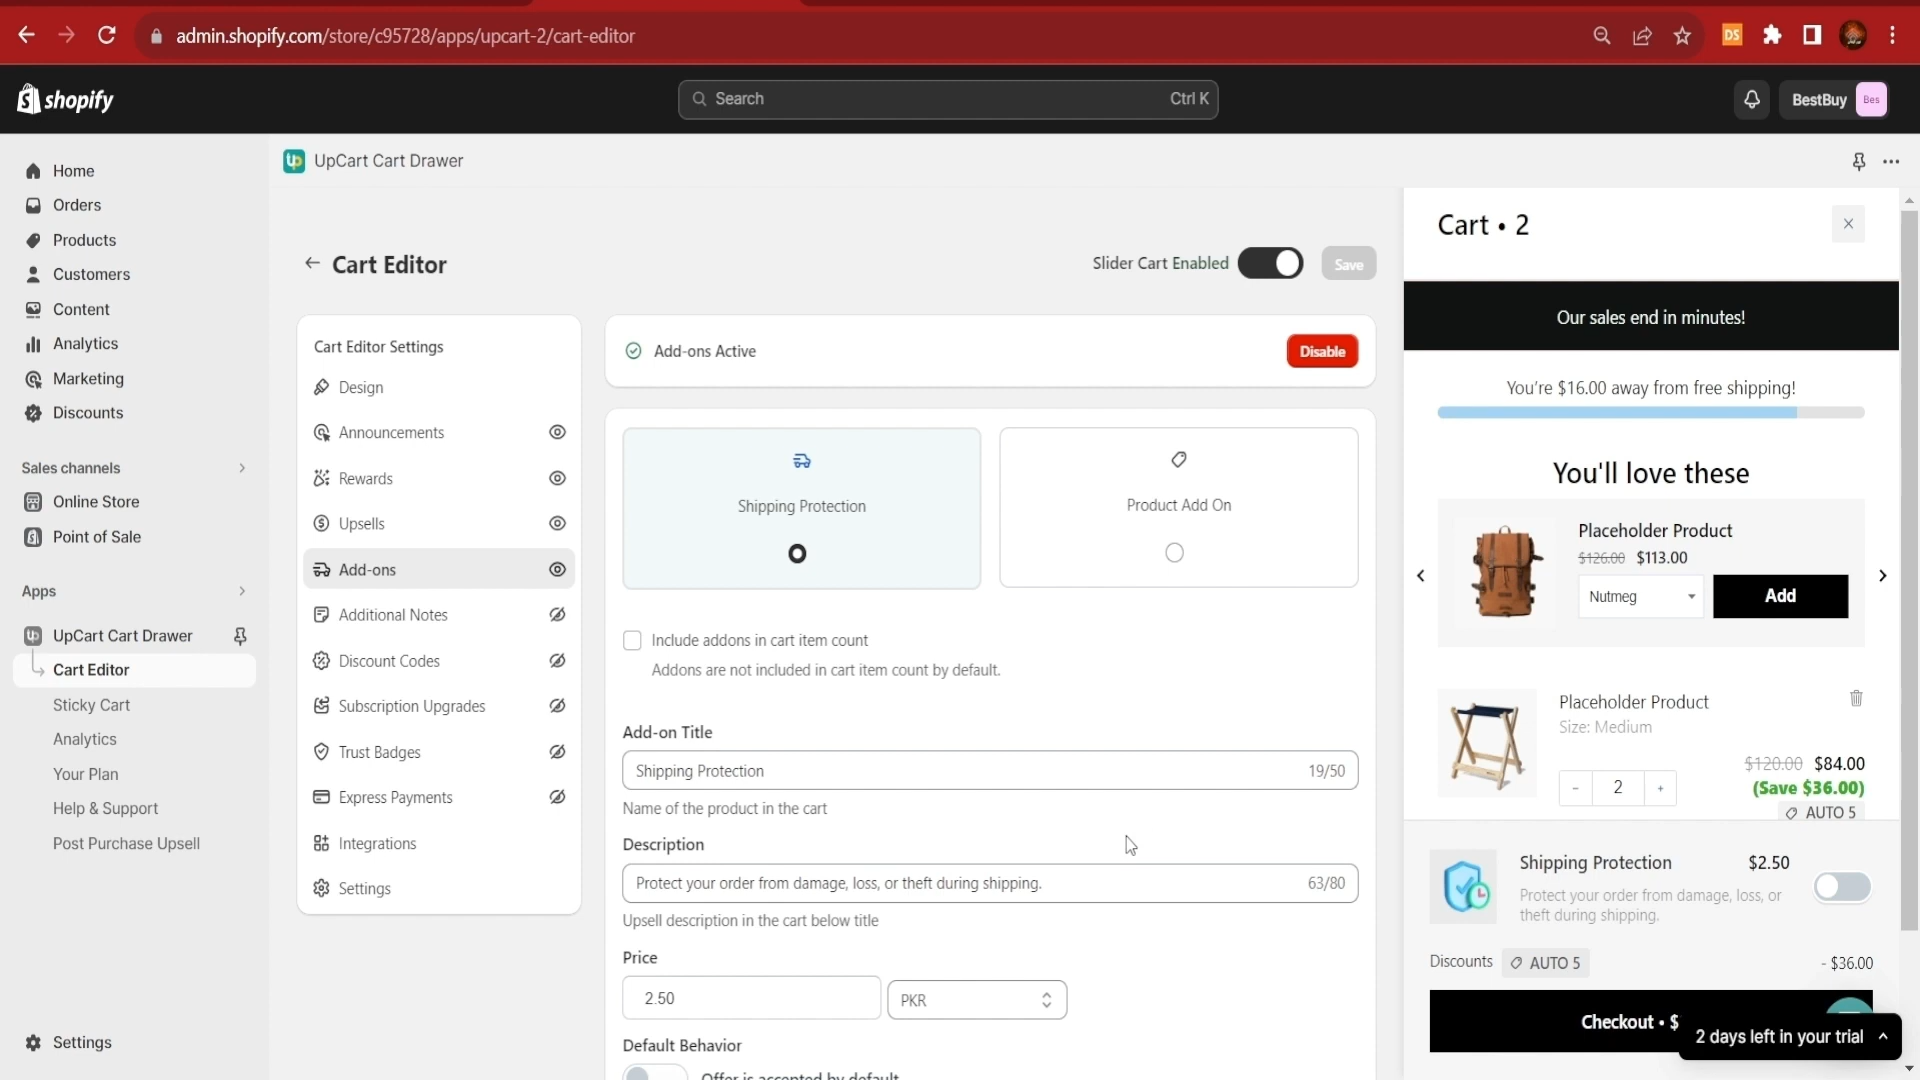 admin.shopify.com/store/c95728/apps/upcart-2/cart-editor
DS
shopify
Search
Ctrl K
BestBuy
Bes
Home
Orders
Products
Customers
Content
Analytics
Marketing
Discounts
Sales channels
Online Store
Point of Sale
Apps
UpCart Cart Drawer
Cart Editor
Sticky Cart
Analytics
Your Plan
Help & Support
Post Purchase Upsell
Settings
up UpCart Cart Drawer
Cart Editor
Slider Cart Enabled
Save
Cart Editor Settings
Design
Announcements
Rewards
Upsells
Add-ons
Additional Notes
Discount Codes
Subscription Upgrades
Trust Badges
Express Payments
Integrations
Settings
Add-ons Active
Disable
Shipping Protection
Product Add On
Include addons in cart item count
Addons are not included in cart item count by default.
Add-on Title
Shipping Protection 19/50
Name of the product in the cart
Description
Protect your order from damage, loss, or theft during shipping. 63/80
Upsell description in the cart below title
Price
2.50
PKR
Default Behavior
Offer is accepted by default
Cart • 2
Our sales end in minutes!
You're $16.00 away from free shipping!
You'll love these
Placeholder Product
$126.00 $113.00
Nutmeg
Add
Placeholder Product
Size: Medium
$120.00 $84.00
- 2 +
(Save $36.00)
AUTO 5
Shipping Protection $2.50
Protect your order from damage, loss, or
theft during shipping.
Discounts AUTO 5 - $36.00
Checkout • $
2 days left in your trial